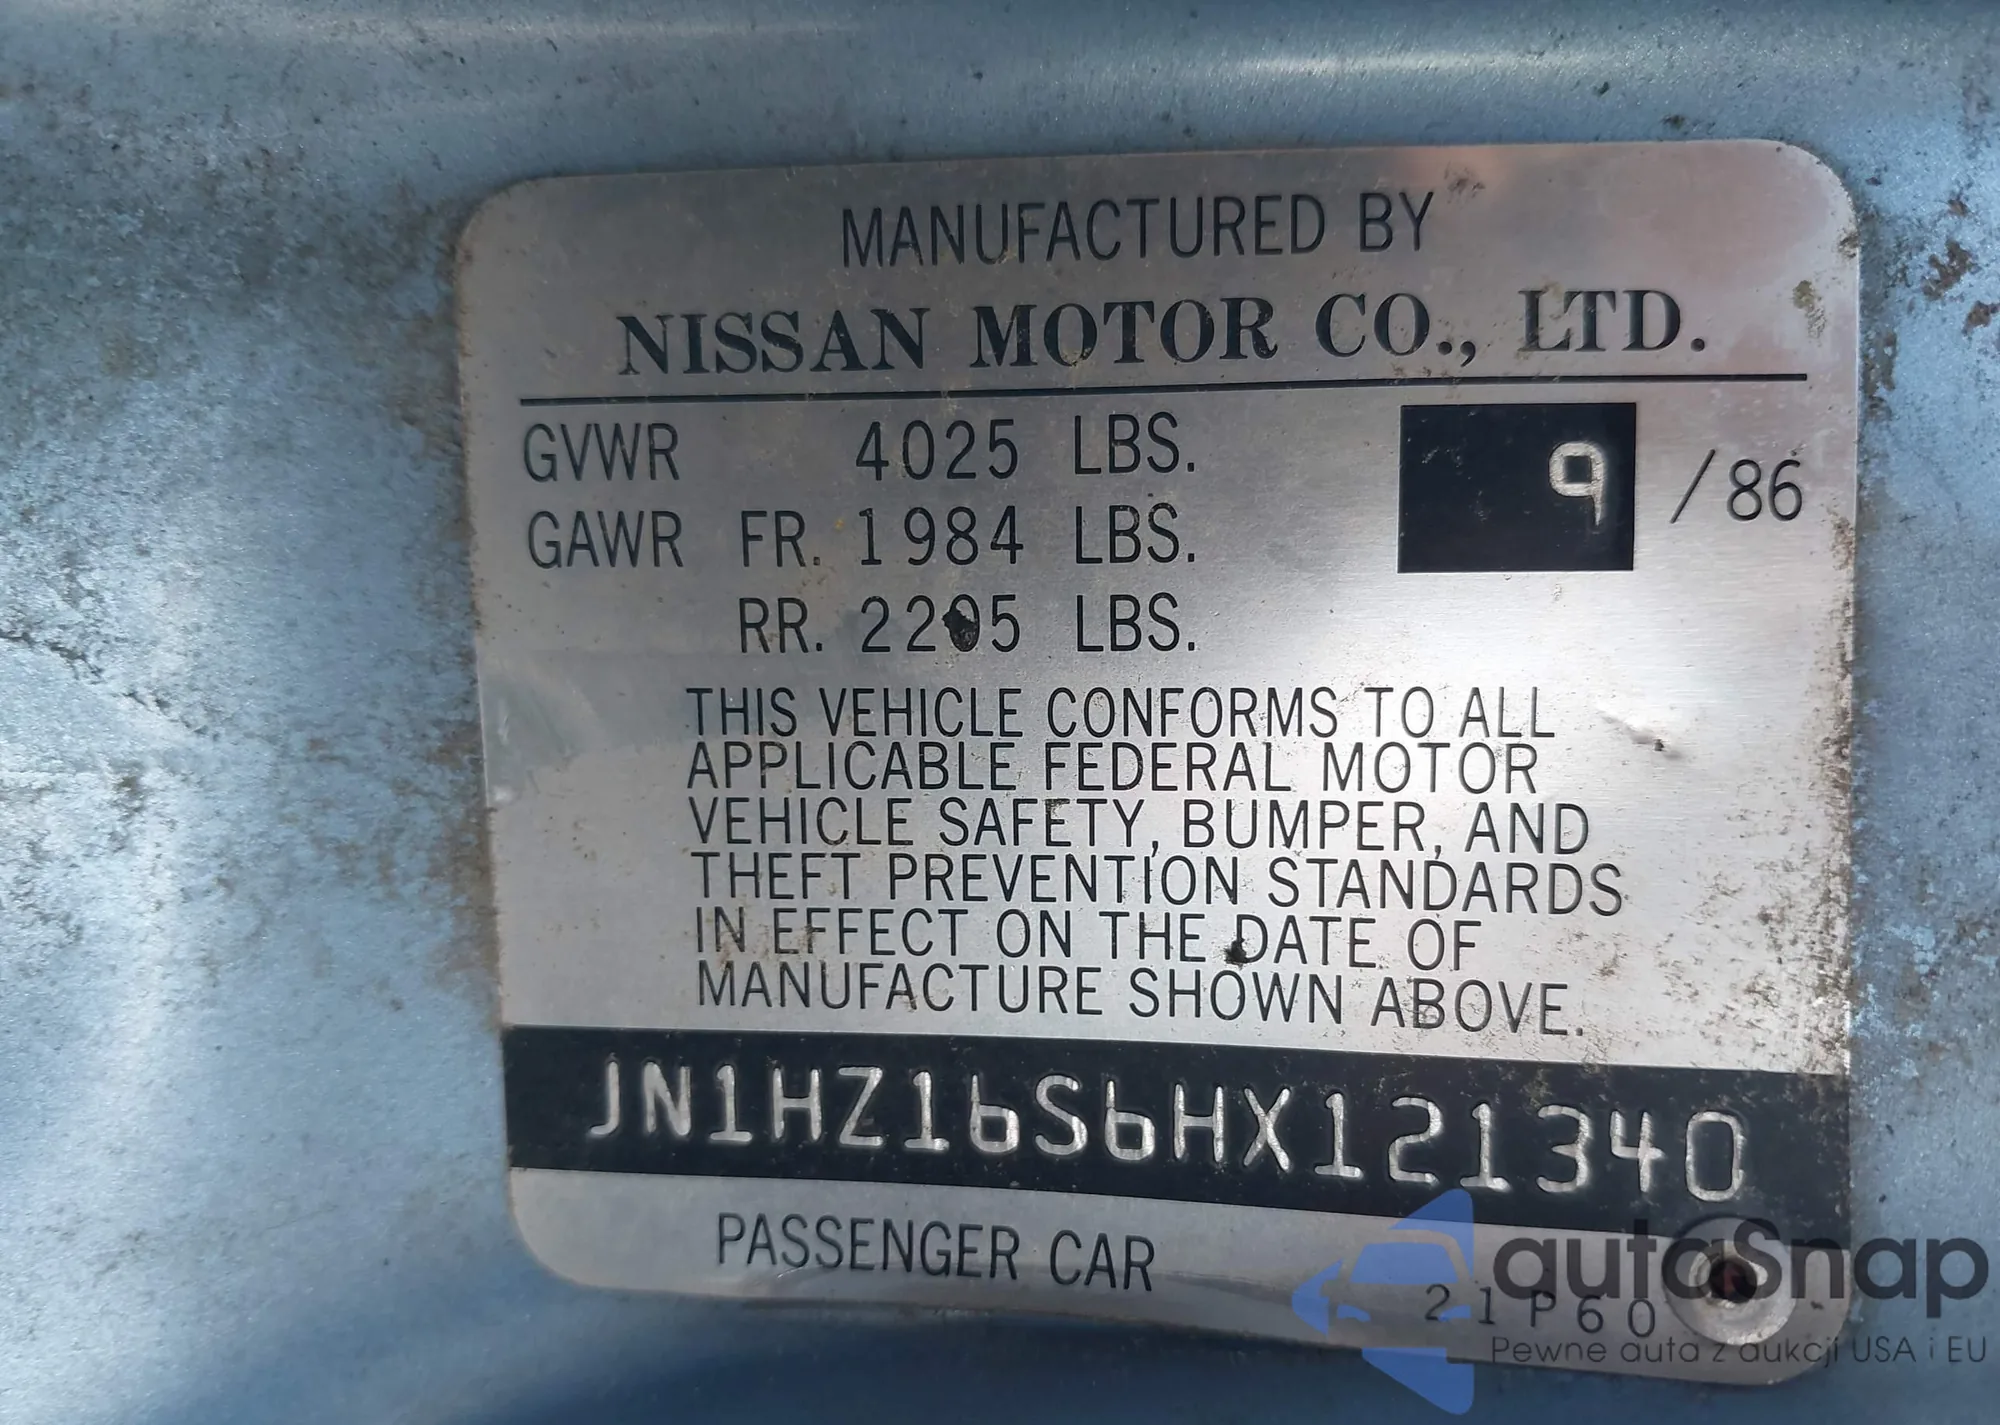 MANUFACTURED BY
NISSAN MOTOR CO., LTD.
GVWR 4025 LBS. 9 /86
GAWR FR. 1984 LBS.
RR. 2205 LBS.
THIS VEHICLE CONFORMS TO ALL
APPLICABLE FEDERAL MOTOR
VEHICLE SAFETY, BUMPER, AND
THEFT PREVENTION STANDARDS
IN EFFECT ON THE DATE OF
MANUFACTURE SHOWN ABOVE.
JN1HZ16S6HX121340
PASSENGER CAR
21P60
autoSnap
Pewne auta z aukcji USA i EU